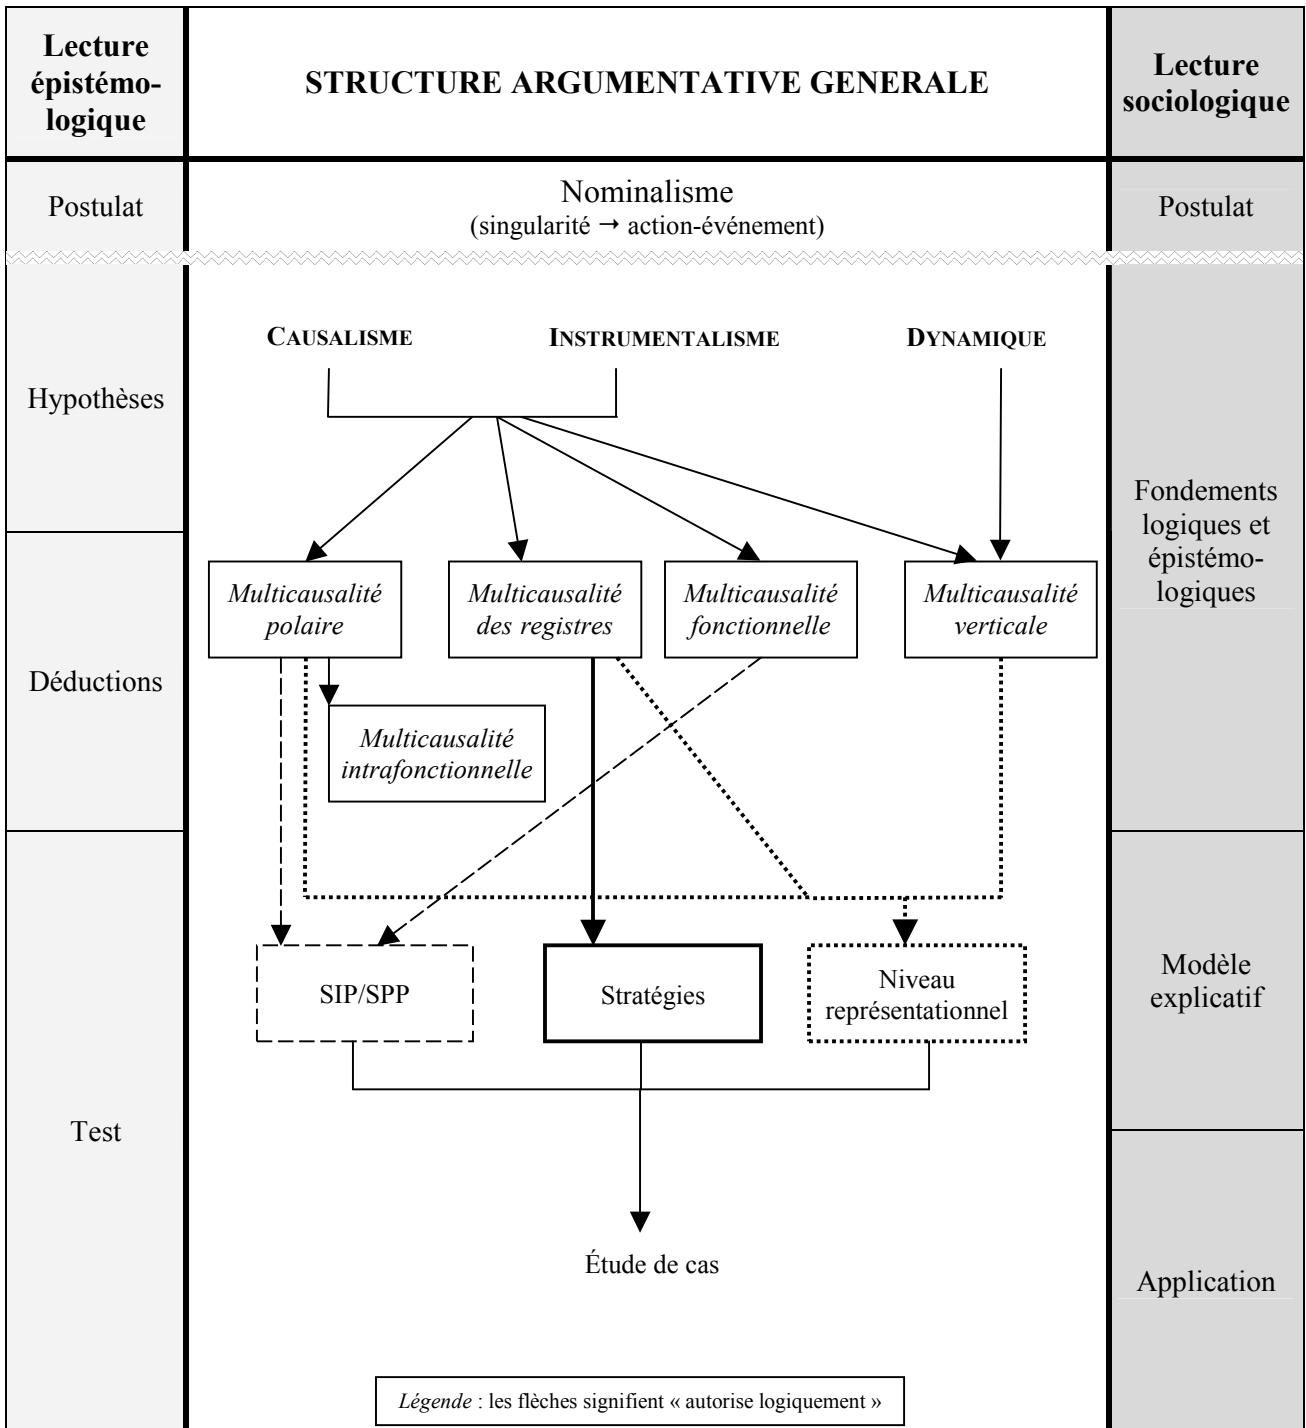 Lecture
épistémo-
logique
STRUCTURE ARGUMENTATIVE GENERALE
Lecture
sociologique
Postulat
Nominalisme
(singularité → action-événement)
Postulat
CAUSALISME
INSTRUMENTALISME
DYNAMIQUE
Hypothèses
Fondements
logiques et
épistémo-
logiques
Multicausalité
polaire
Multicausalité
des registres
Multicausalité
fonctionnelle
Multicausalité
verticale
Déductions
Multicausalité
intrafonctionnelle
SIP/SPP
Stratégies
Niveau
représentationnel
Modèle
explicatif
Test
Étude de cas
Application
Légende : les flèches signifient « autorise logiquement »